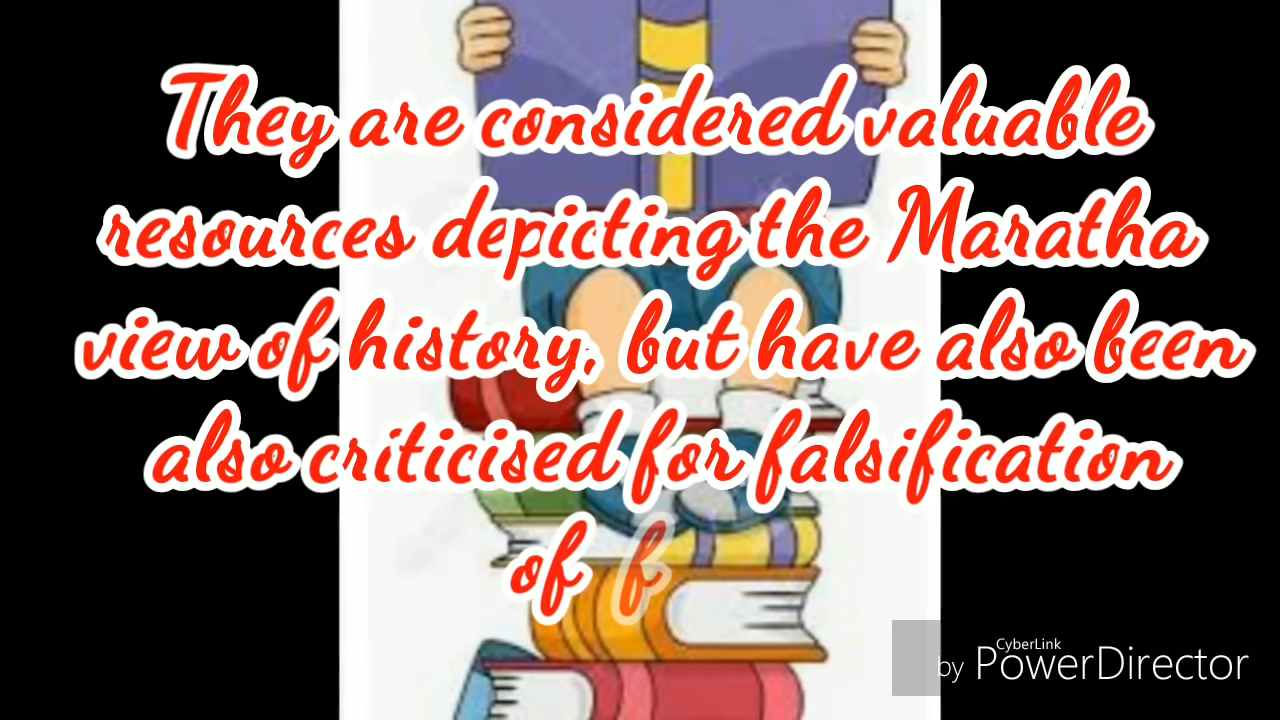 They are considered valuable
resources depicting the Maratha
view of history, but have also been
also criticised for falsification
of f
CyberLink
by PowerDirector